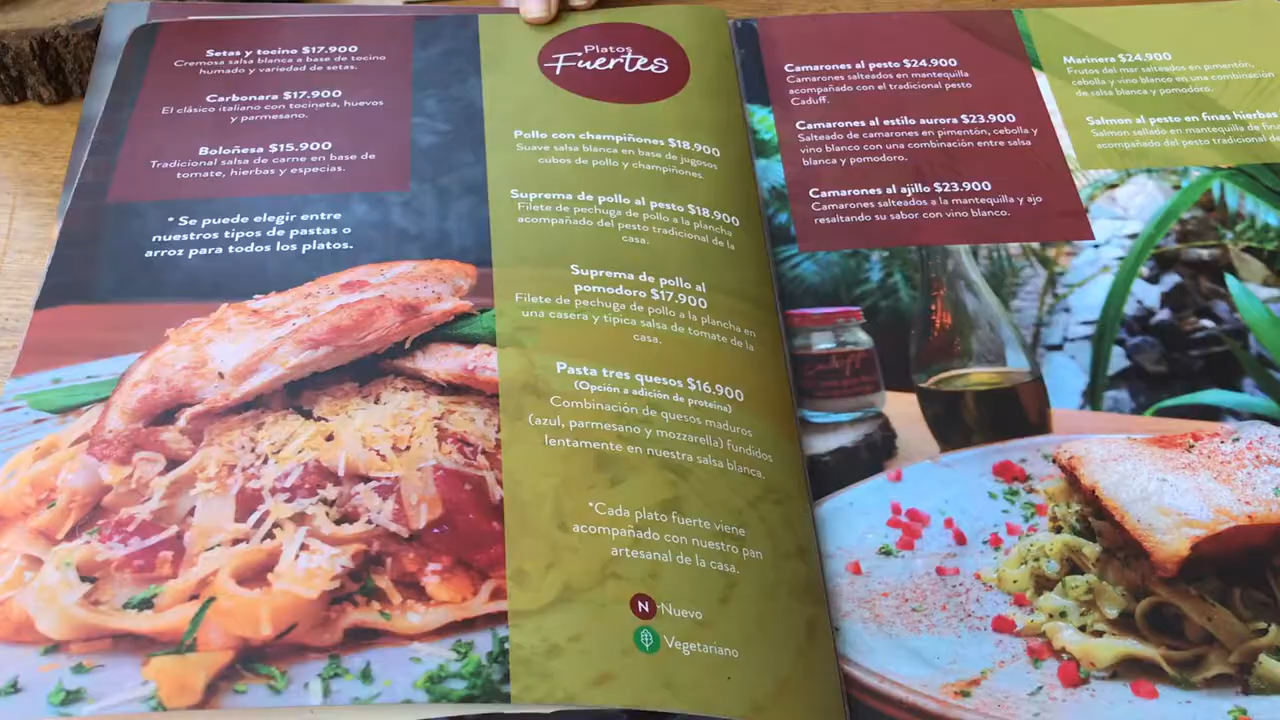 Setas y tocino $17.900
Cremosa salsa blanca a base de tocino
humado y variedad de setas.
Carbonara $17.900
El clásico italiano con tocineta, huevos
y parmesano.
Boloñesa $15.900
Tradicional salsa de carne en base de
tomate, hierbas y especias.
* Se puede elegir entre
nuestros tipos de pastas o
arroz para todos los platos.
Platos
Fuertes
Pollo con champiñones $18.900
Suave salsa blanca en base de jugosos
cubos de pollo y champiñones.
Suprema de pollo al pesto $18.900
Filete de pechuga de pollo a la plancha
acompañado del pesto tradicional de la
casa.
Suprema de pollo al
pomodoro $17.900
Filete de pechuga de pollo a la plancha en
una casera y típica salsa de tomate de la
casa.
Pasta tres quesos $16.900
(Opción a adición de proteína)
Combinación de quesos maduros
(azul, parmesano y mozzarella) fundidos
lentamente en nuestra salsa blanca.
*Cada plato fuerte viene
acompañado con nuestro pan
artesanal de la casa.
N Nuevo
Vegetariano
Camarones al pesto $24.900
Camarones salteados en mantequilla
acompañado con el tradicional pesto
Caduff.
Camarones al estilo aurora $23.900
Salteado de camarones en pimentón, cebolla y
vino blanco con una combinación entre salsa
blanca y pomodoro.
Camarones al ajillo $23.900
Camarones salteados a la mantequilla y ajo
resaltando su sabor con vino blanco.
Marinera $24.900
Frutos del mar salteados en pimentón,
cebolla y vino blanco en una combinación
de salsa blanca y pomodoro.
Salmon al pesto en finas hierbas
Salmon sallado en mantequilla de
acompañado del pesto tradicional